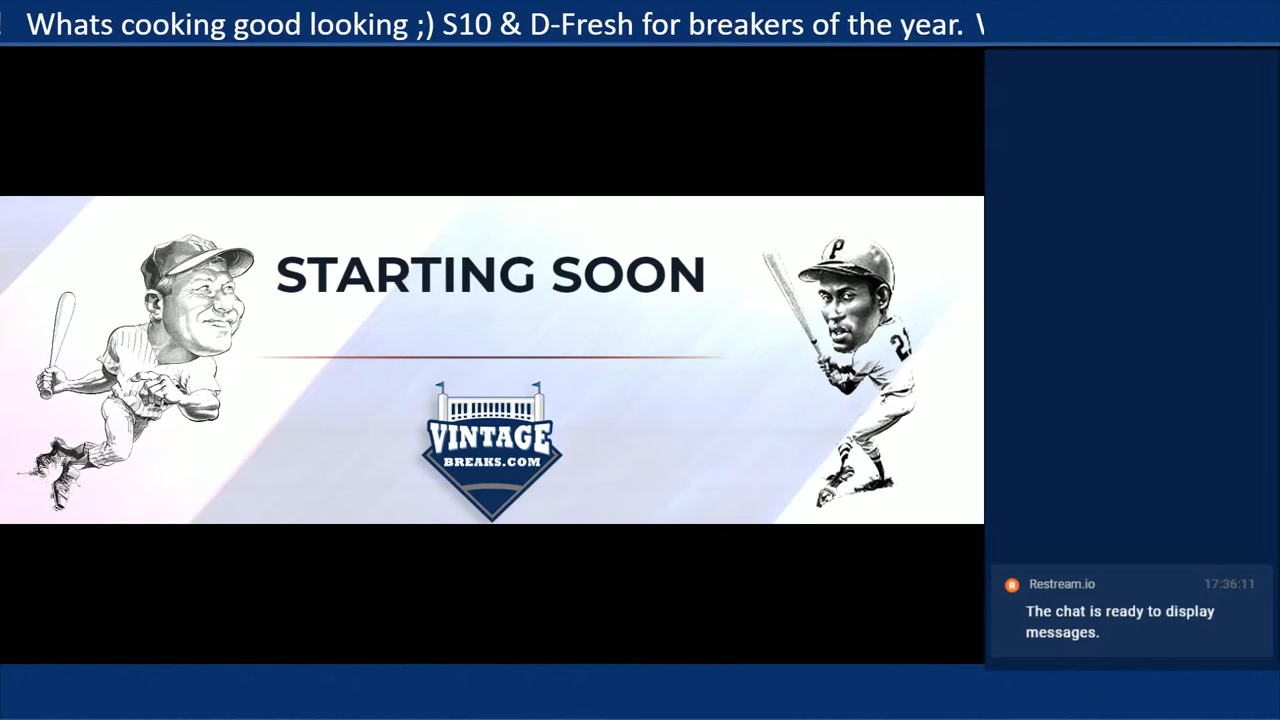 Whats cooking good looking ;) S10 & D-Fresh for breakers of the year.
STARTING SOON
P
2
VINTAGE
BREAKS.COM
R
Restream.io 17:36:11
The chat is ready to display
messages.